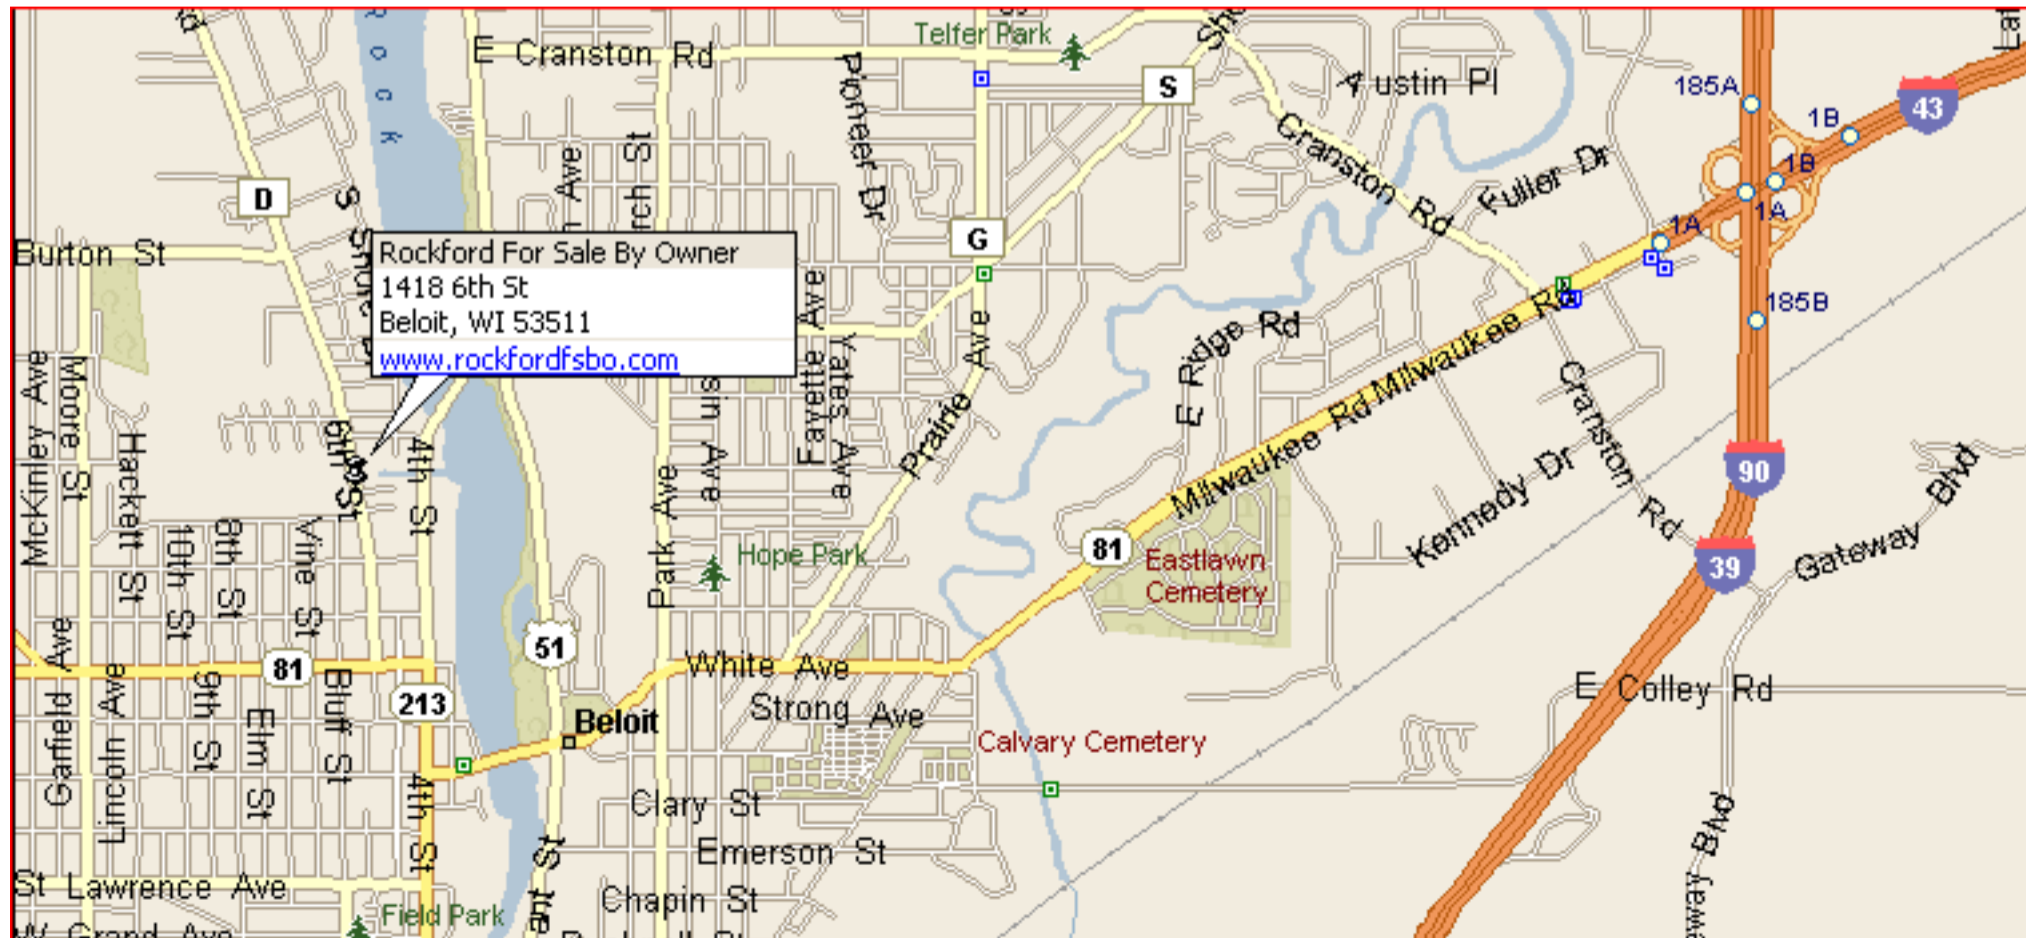 Rock
E Cranston Rd
Telfer Park
Pioneer Dr
S
Austin Pl
185A
1B
43
Cranston Rd
Fuller Dr
1B
1A
1A
D
S Shore
Burton St
G
Rockford For Sale By Owner
1418 6th St
Beloit, WI 53511
www.rockfordfsbo.com
185B
E Ridge Rd
Milwaukee Rd
Milwaukee Rd
Cranston Rd
Prairie Ave
Fayette Ave
Yates Ave
McKinley Ave
Moore St
Hackett St
10th St
8th St
Vine St
6th St
4th St
Park Ave
Hope Park
81
Eastlawn
Cemetery
Kennedy Dr
90
39
Gateway Blvd
51
81
213
White Ave
Strong Ave
Beloit
Calvary Cemetery
E Colley Rd
Garfield Ave
Lincoln Ave
9th St
Elm St
Bluff St
4th St
Clary St
Emerson St
Chapin St
St Lawrence Ave
Field Park
W Grand Ave